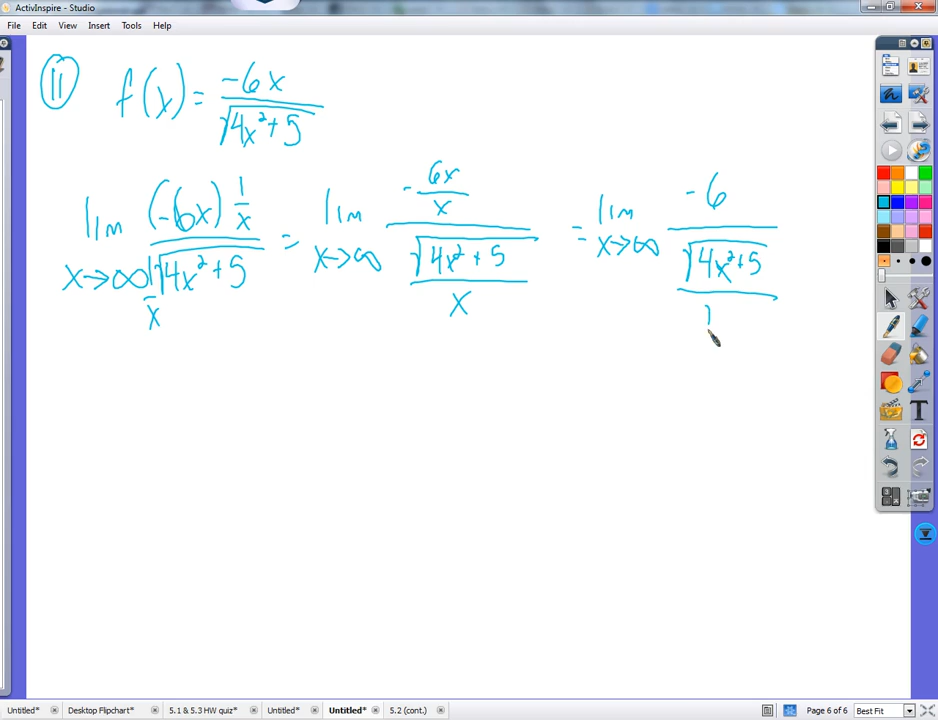 ActivInspire - Studio
File Edit View Insert Tools Help
11 f(x) = -6x / √4x²+5
lim x→∞ (-6x) 1/x / 1/x √4x²+5 = lim x→∞ - 6x/x / √4x²+5 / x = lim x→∞ -6 / √4x²+5 / 1
Untitled* Desktop Flipchart* 5.1 & 5.3 HW quiz* Untitled* Untitled* 5.2 (cont.) Page 6 of 6 Best Fit